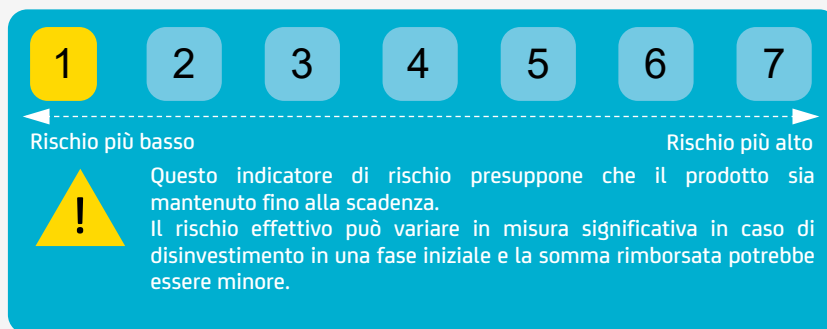 1 2 3 4 5 6 7
Rischio più basso Rischio più alto
Questo indicatore di rischio presuppone che il prodotto sia
mantenuto fino alla scadenza.
Il rischio effettivo può variare in misura significativa in caso di
disinvestimento in una fase iniziale e la somma rimborsata potrebbe
essere minore.
!